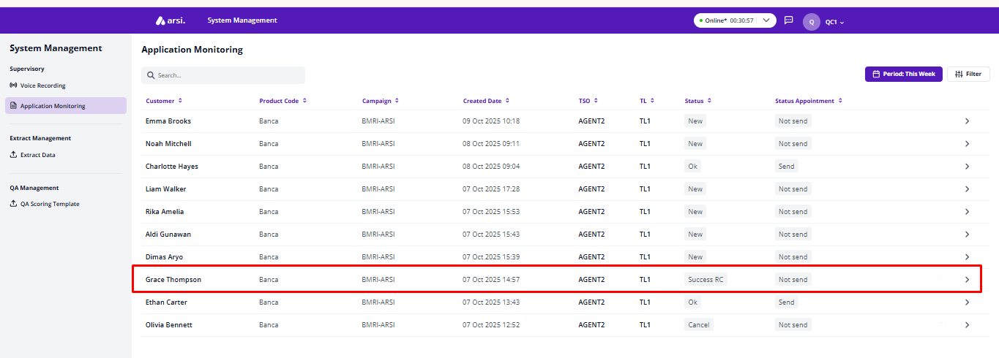 arsi. System Management Online* 00:30:57 Q QC1
System Management
Supervisory
Voice Recording
Application Monitoring
Extract Management
Extract Data
QA Management
QA Scoring Template
Application Monitoring
Search...
Period: This Week Filter
Customer Product Code Campaign Created Date TSO TL Status Status Appointment
Emma Brooks Banca BMRI-ARSI 09 Oct 2025 10:18 AGENT2 TL1 New Not send
Noah Mitchell Banca BMRI-ARSI 08 Oct 2025 09:11 AGENT2 TL1 New Not send
Charlotte Hayes Banca BMRI-ARSI 08 Oct 2025 09:04 AGENT2 TL1 Ok Send
Liam Walker Banca BMRI-ARSI 07 Oct 2025 17:28 AGENT2 TL1 New Not send
Rika Amelia Banca BMRI-ARSI 07 Oct 2025 15:53 AGENT2 TL1 New Not send
Aldi Gunawan Banca BMRI-ARSI 07 Oct 2025 15:43 AGENT2 TL1 New Not send
Dimas Aryo Banca BMRI-ARSI 07 Oct 2025 15:39 AGENT2 TL1 New Not send
Grace Thompson Banca BMRI-ARSI 07 Oct 2025 14:57 AGENT2 TL1 Success RC Not send
Ethan Carter Banca BMRI-ARSI 07 Oct 2025 13:43 AGENT2 TL1 Ok Send
Olivia Bennett Banca BMRI-ARSI 07 Oct 2025 12:52 AGENT2 TL1 Cancel Not send